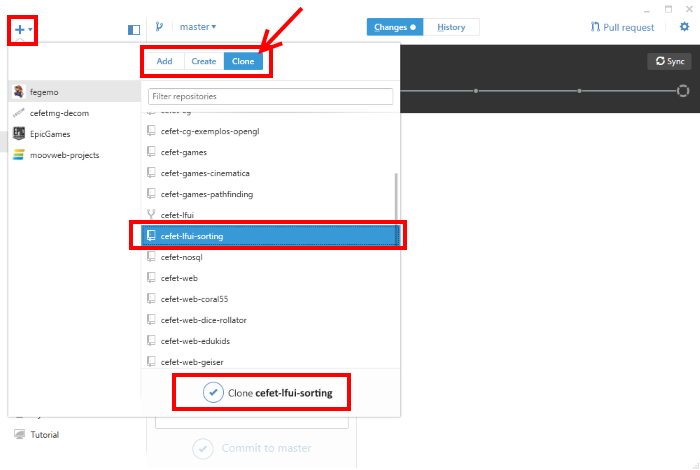 master
Changes
History
Pull request
Add
Create
Clone
Sync
Filter repositories
fegemo
cefetmg-decom
EpicGames
moovweb-projects
cefet-cg
cefet-cg-exemplos-opengl
cefet-games
cefet-games-cinematica
cefet-games-pathfinding
cefet-lfui
cefet-lfui-sorting
cefet-nosql
cefet-web
cefet-web-coral55
cefet-web-dice-rollator
cefet-web-edukids
cefet-web-geiser
Clone cefet-lfui-sorting
Tutorial
Commit to master